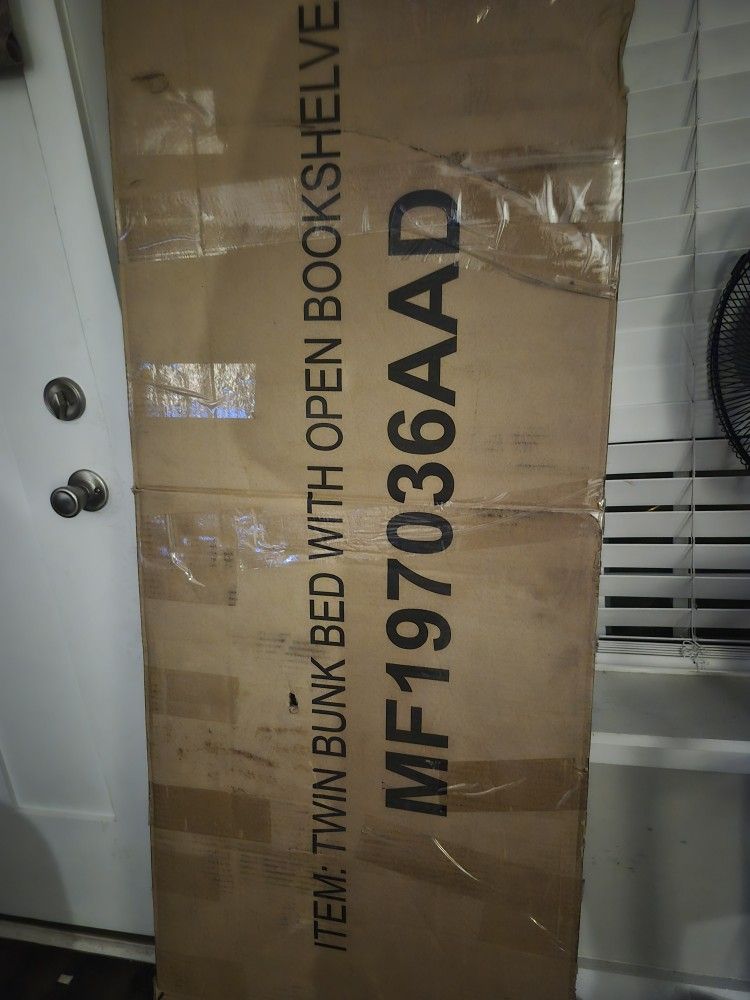 ITEM: TWIN BUNK BED WITH OPEN BOOKSHELVE
MF197036AAD